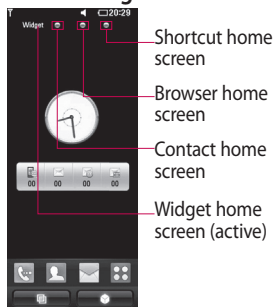 20:29
Widget
Shortcut home
screen
Browser home
screen
Contact home
screen
Widget home
screen (active)
00 00 00 00